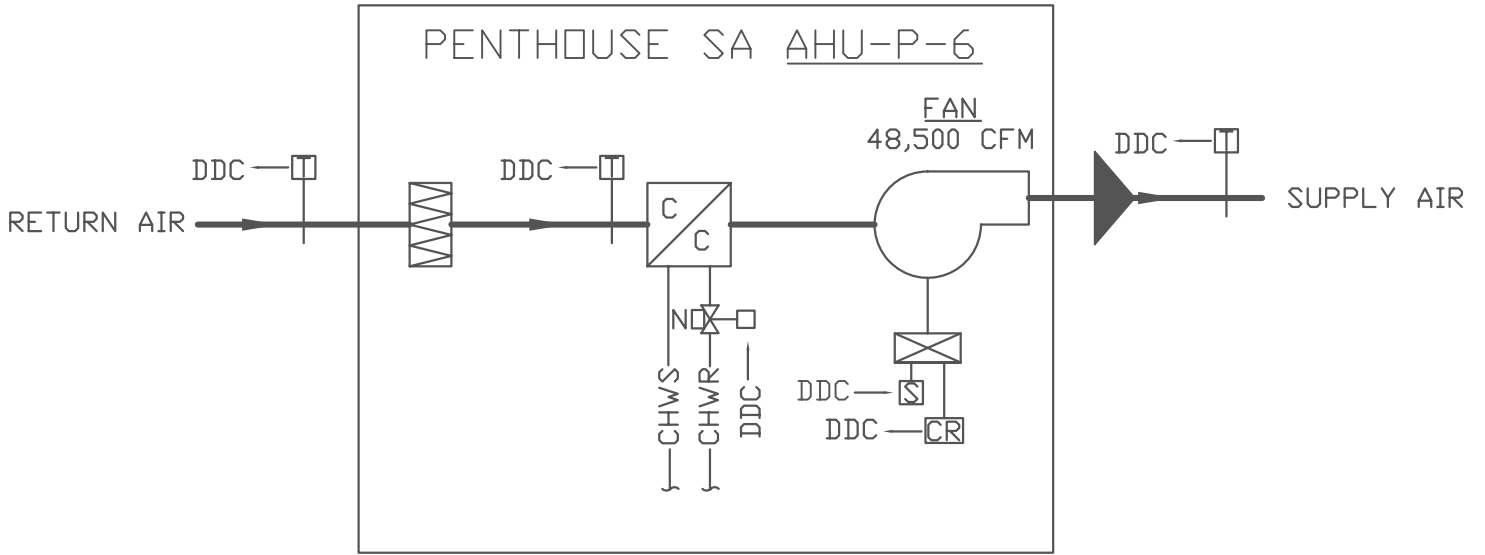 PENTHOUSE SA AHU-P-6
FAN
48,500 CFM
DDC
DDC
DDC
T
T
T
RETURN AIR
SUPPLY AIR
C
C
NO
CHWS
CHWR
DDC
DDC
S
DDC
CR